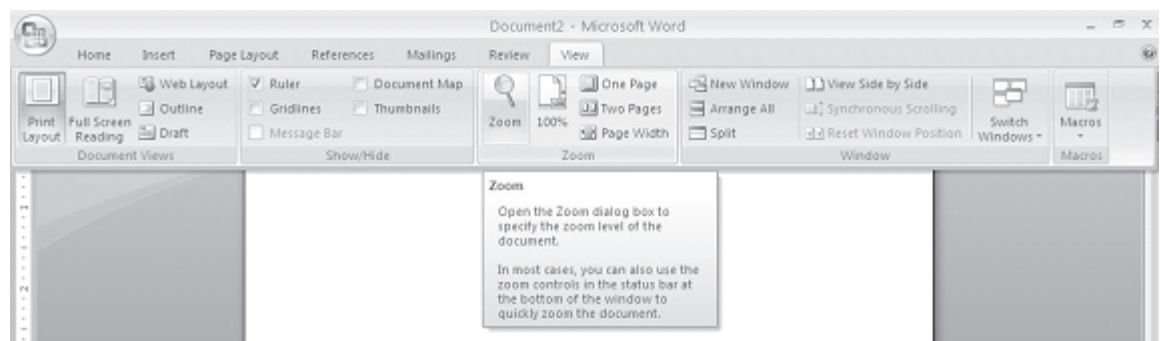 Document2 - Microsoft Word
Home Insert Page Layout References Mailings Review View
Print Layout
Full Screen Reading
Web Layout
Outline
Draft
Document Views
Ruler
Gridlines
Message Bar
Document Map
Thumbnails
Show/Hide
Zoom
100%
One Page
Two Pages
Page Width
Zoom
New Window
Arrange All
Split
View Side by Side
Synchronous Scrolling
Reset Window Position
Switch Windows
Window
Macros
Macros
Zoom
Open the Zoom dialog box to
specify the zoom level of the
document.
In most cases, you can also use the
zoom controls in the status bar at
the bottom of the window to
quickly zoom the document.
1
2